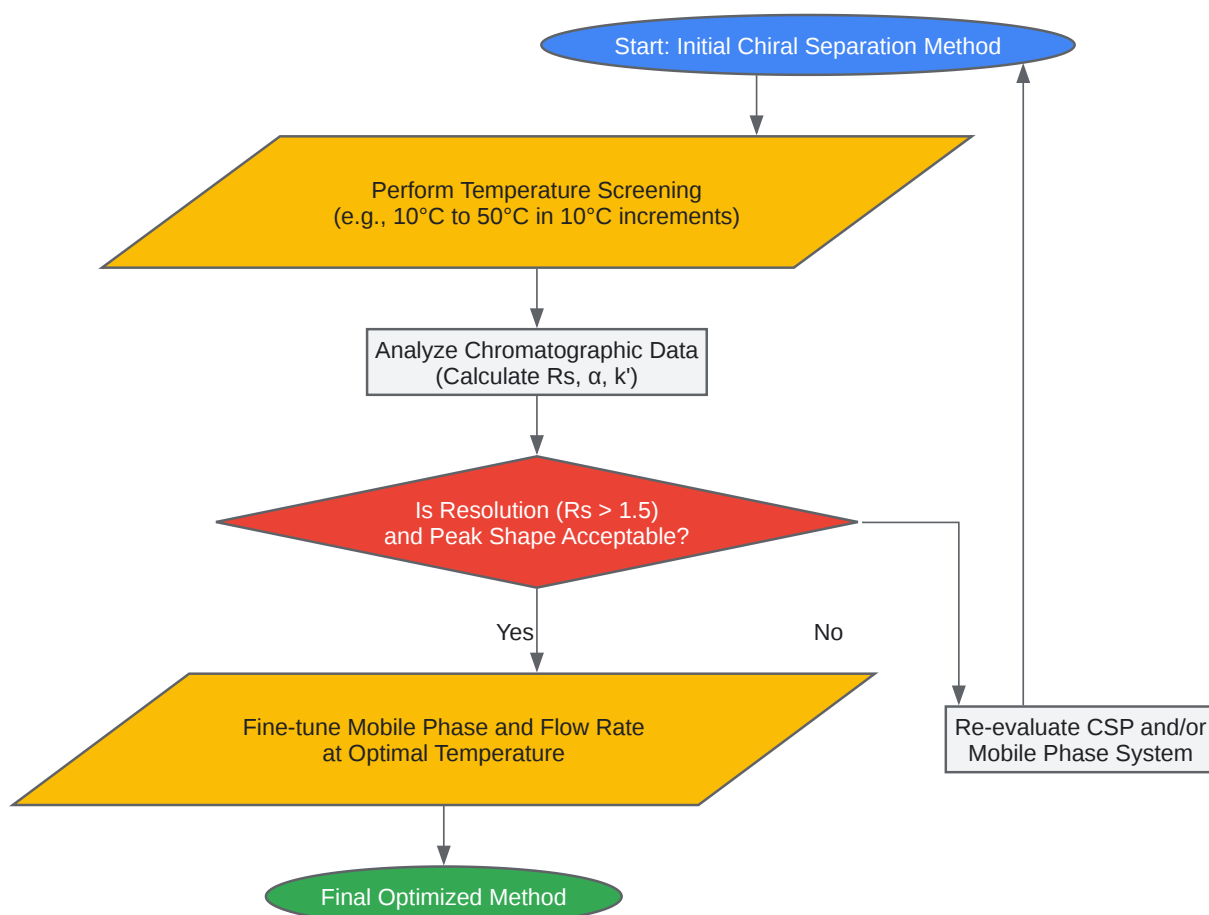 Start: Initial Chiral Separation Method
Perform Temperature Screening
(e.g., 10°C to 50°C in 10°C increments)
Analyze Chromatographic Data
(Calculate Rs, α, k')
Is Resolution (Rs > 1.5)
and Peak Shape Acceptable?
Yes
No
Fine-tune Mobile Phase and Flow Rate
at Optimal Temperature
Re-evaluate CSP and/or
Mobile Phase System
Final Optimized Method